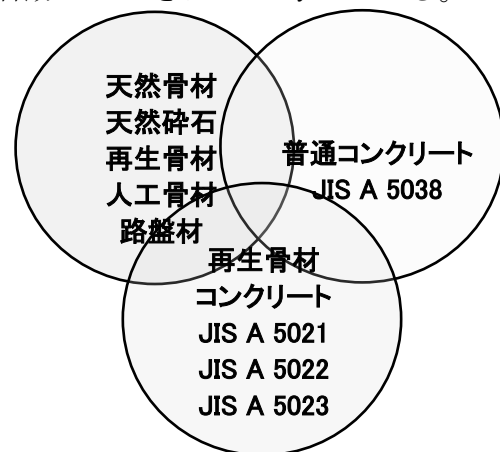 天然骨材
天然砕石
再生骨材
人工骨材
路盤材
普通コンクリート
JIS A 5038
再生骨材
コンクリート
JIS A 5021
JIS A 5022
JIS A 5023